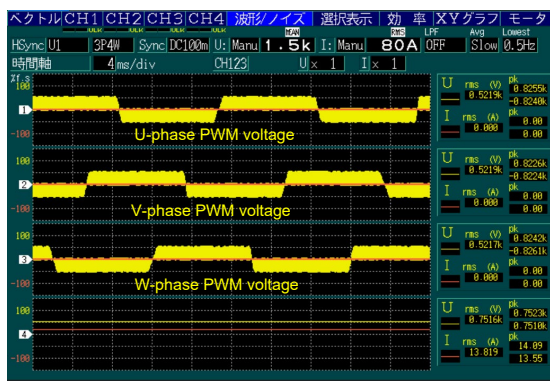 ベクトル CH1 CH2 CH3 CH4 波形/ノイズ 選択表示 効 率 XYグラフ モータ
MEAN RMS LPF Avg Lowest
HSync U1 3P4W Sync DC100m U: Manu 1.5k I: Manu 80A OFF Slow 0.5Hz
時間軸 4 ms/div CH123 U× 1 I× 1
%f.s
100
1
-100
U-phase PWM voltage
100
2
-100
V-phase PWM voltage
100
3
-100
W-phase PWM voltage
100
4
-100
U rms (V) pk
0.5219k 0.8255k
-0.8240k
I rms (A) pk
0.000 0.00
0.00
U rms (V) pk
0.5219k 0.8226k
-0.8224k
I rms (A) pk
0.000 0.00
0.00
U rms (V) pk
0.5217k 0.8242k
-0.8261k
I rms (A) pk
0.000 0.00
0.00
U rms (V) pk
0.7516k 0.7523k
0.7510k
I rms (A) pk
13.819 14.09
13.55